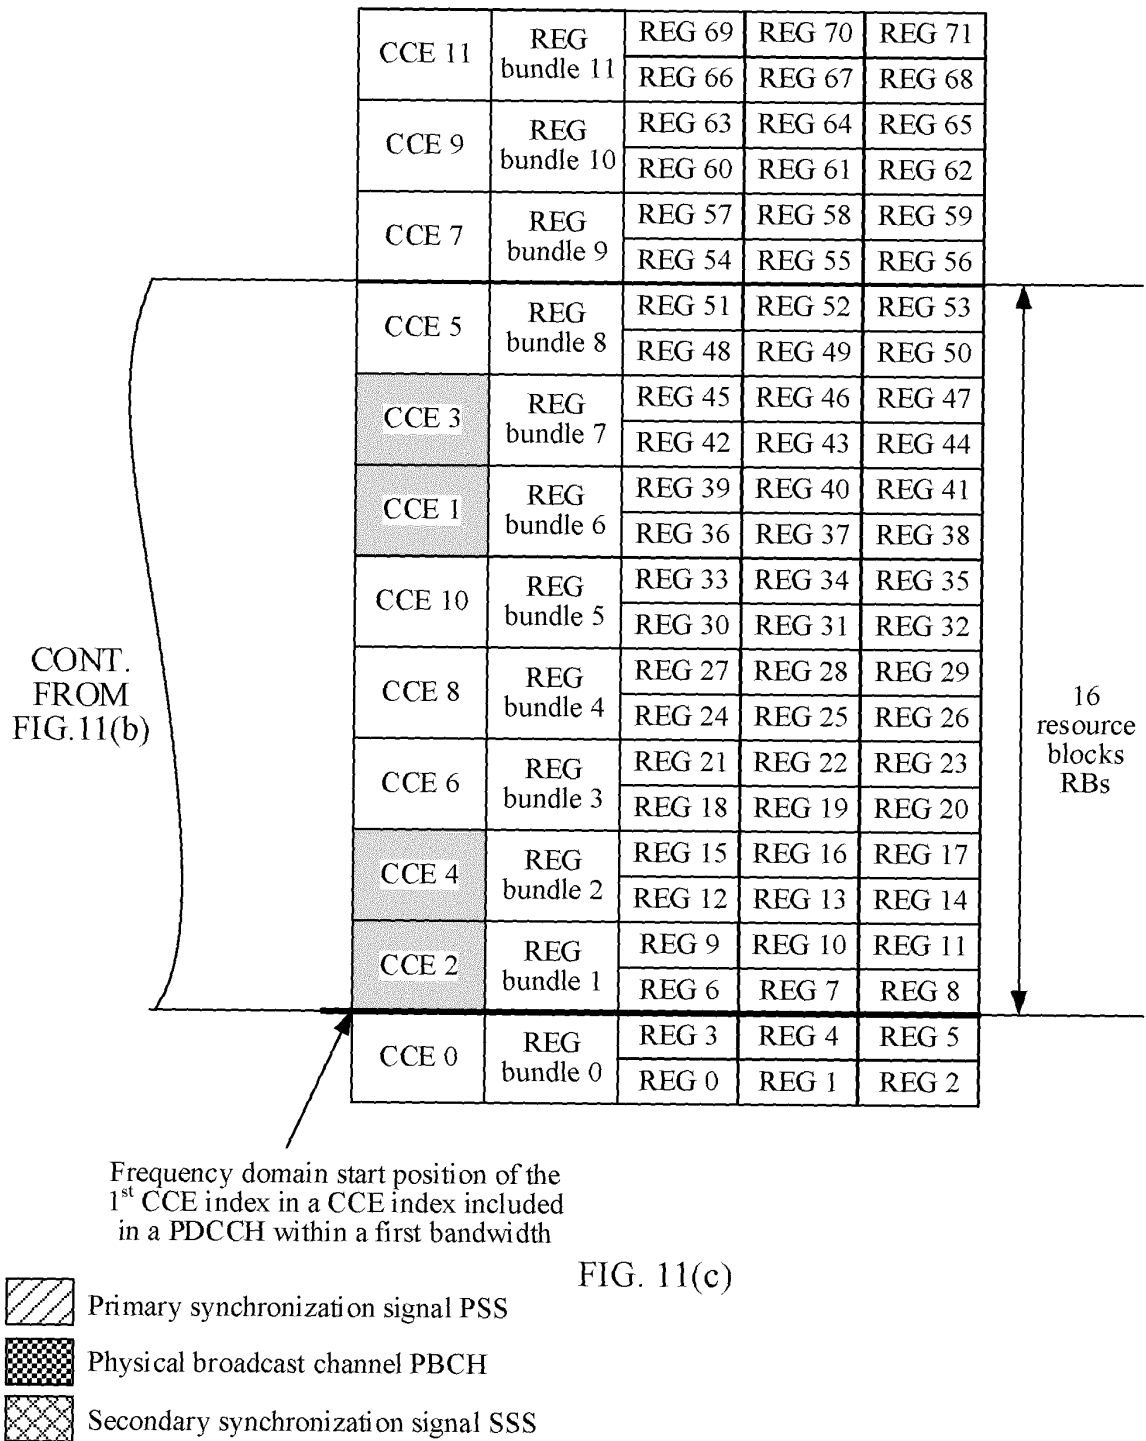 CCE 11 REG bundle 11 REG 69 REG 70 REG 71
REG 66 REG 67 REG 68
CCE 9 REG bundle 10 REG 63 REG 64 REG 65
REG 60 REG 61 REG 62
CCE 7 REG bundle 9 REG 57 REG 58 REG 59
REG 54 REG 55 REG 56
CCE 5 REG bundle 8 REG 51 REG 52 REG 53
REG 48 REG 49 REG 50
CCE 3 REG bundle 7 REG 45 REG 46 REG 47
REG 42 REG 43 REG 44
CCE 1 REG bundle 6 REG 39 REG 40 REG 41
REG 36 REG 37 REG 38
CCE 10 REG bundle 5 REG 33 REG 34 REG 35
REG 30 REG 31 REG 32
CCE 8 REG bundle 4 REG 27 REG 28 REG 29
REG 24 REG 25 REG 26
CCE 6 REG bundle 3 REG 21 REG 22 REG 23
REG 18 REG 19 REG 20
CCE 4 REG bundle 2 REG 15 REG 16 REG 17
REG 12 REG 13 REG 14
CCE 2 REG bundle 1 REG 9 REG 10 REG 11
REG 6 REG 7 REG 8
CCE 0 REG bundle 0 REG 3 REG 4 REG 5
REG 0 REG 1 REG 2
CONT.
FROM
FIG.11(b)
16
resource
blocks
RBs
Frequency domain start position of the
1st CCE index in a CCE index included
in a PDCCH within a first bandwidth
FIG. 11(c)
Primary synchronization signal PSS
Physical broadcast channel PBCH
Secondary synchronization signal SSS